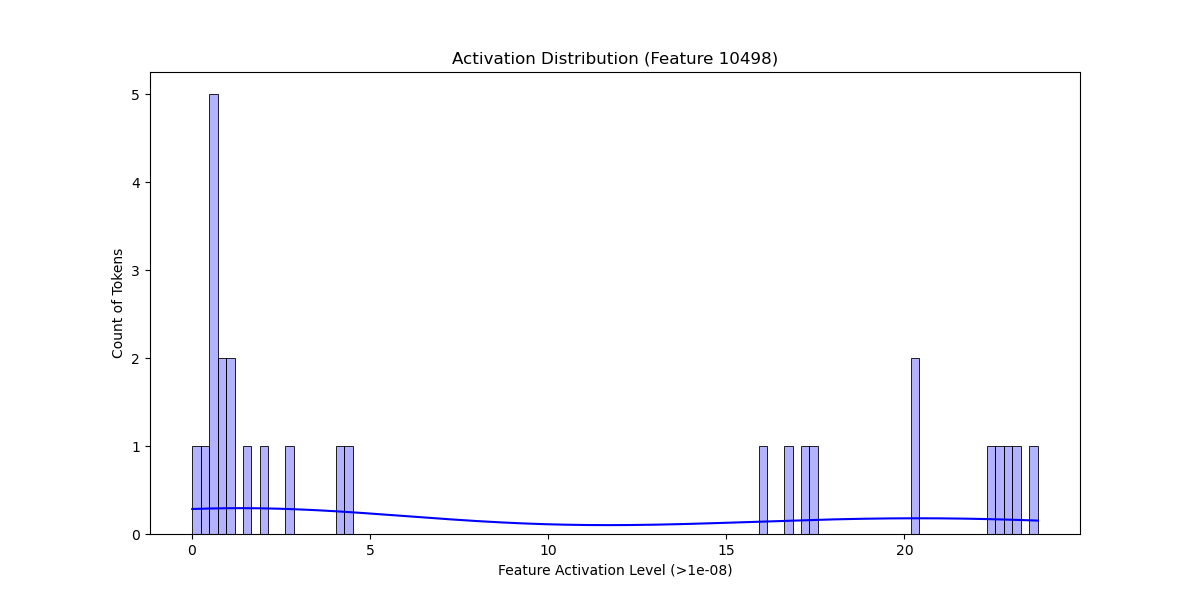 Activation Distribution (Feature 10498)
5
4
3
2
1
0
Count of Tokens
0 5 10 15 20
Feature Activation Level (>1e-08)